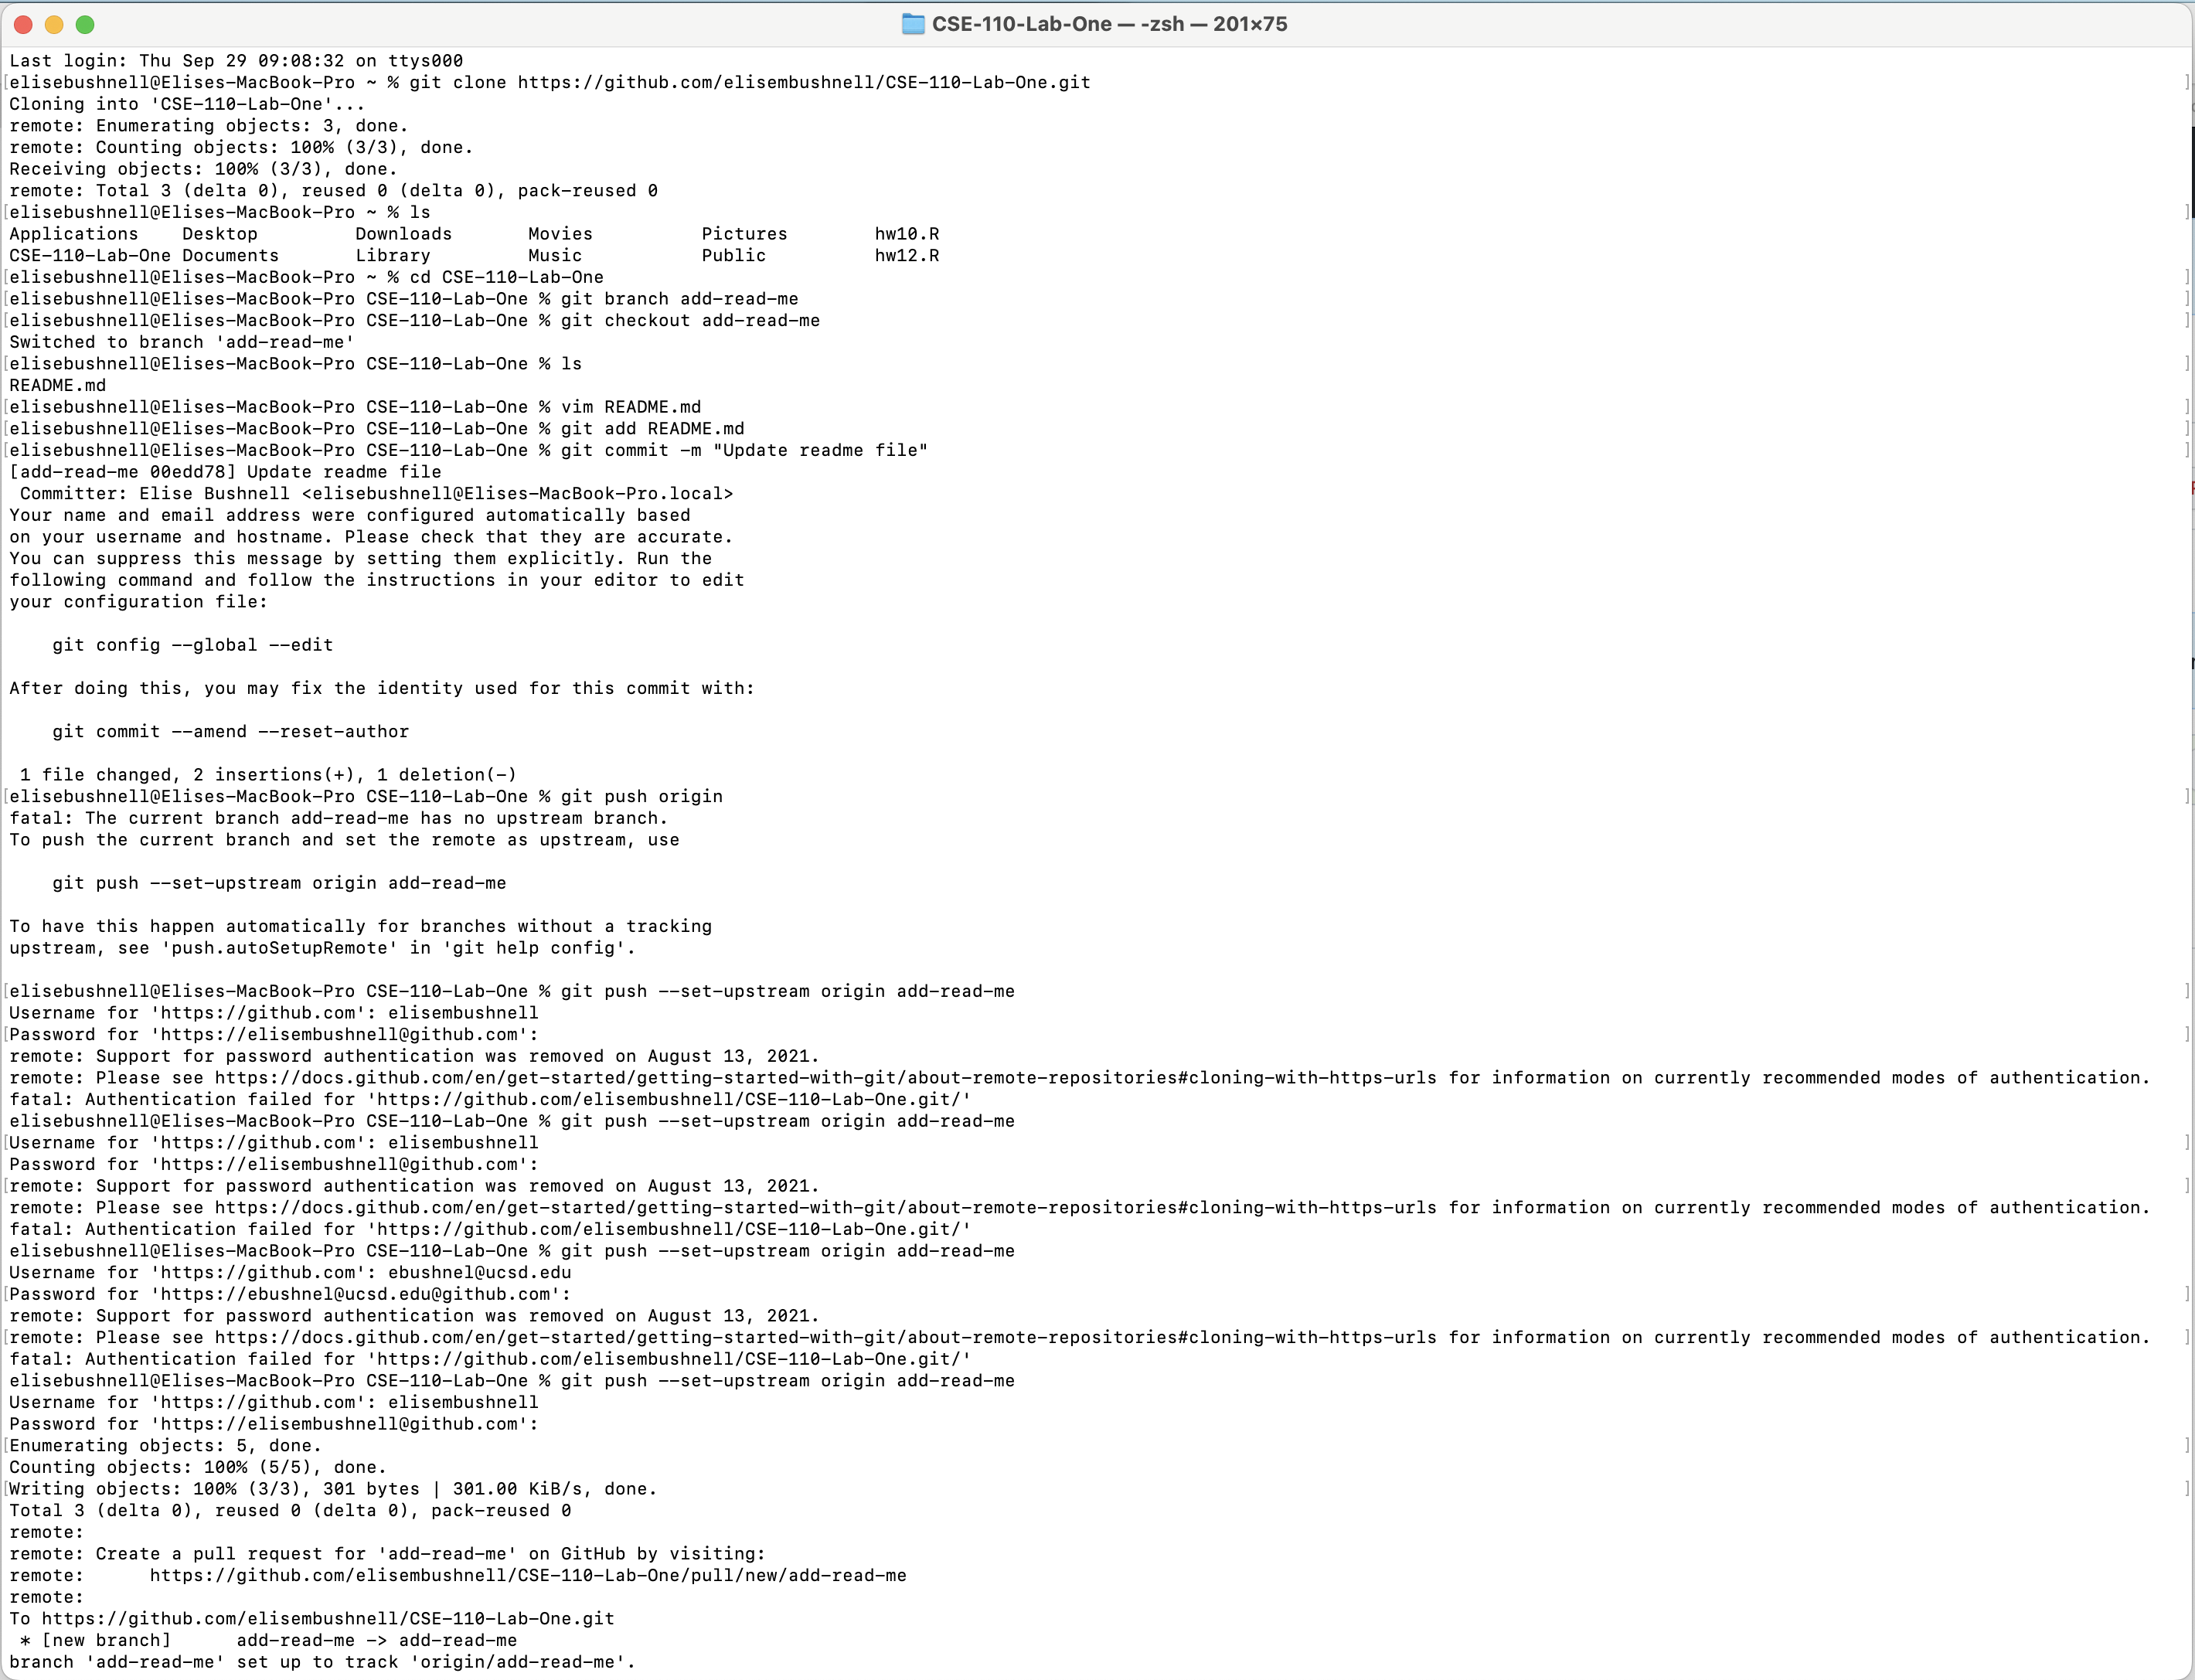 CSE-110-Lab-One — -zsh — 201×75
Last login: Thu Sep 29 09:08:32 on ttys000
[elisebushnell@Elises-MacBook-Pro ~ % git clone https://github.com/elisembushnell/CSE-110-Lab-One.git ]
Cloning into 'CSE-110-Lab-One'...
remote: Enumerating objects: 3, done.
remote: Counting objects: 100% (3/3), done.
Receiving objects: 100% (3/3), done.
remote: Total 3 (delta 0), reused 0 (delta 0), pack-reused 0
[elisebushnell@Elises-MacBook-Pro ~ % ls ]
Applications    Desktop         Downloads       Movies          Pictures        hw10.R
CSE-110-Lab-One Documents       Library         Music           Public          hw12.R
[elisebushnell@Elises-MacBook-Pro ~ % cd CSE-110-Lab-One ]
[elisebushnell@Elises-MacBook-Pro CSE-110-Lab-One % git branch add-read-me ]
[elisebushnell@Elises-MacBook-Pro CSE-110-Lab-One % git checkout add-read-me ]
Switched to branch 'add-read-me'
[elisebushnell@Elises-MacBook-Pro CSE-110-Lab-One % ls ]
README.md
[elisebushnell@Elises-MacBook-Pro CSE-110-Lab-One % vim README.md ]
[elisebushnell@Elises-MacBook-Pro CSE-110-Lab-One % git add README.md ]
[elisebushnell@Elises-MacBook-Pro CSE-110-Lab-One % git commit -m "Update readme file" ]
[add-read-me 00edd78] Update readme file
 Committer: Elise Bushnell <elisebushnell@Elises-MacBook-Pro.local>
Your name and email address were configured automatically based
on your username and hostname. Please check that they are accurate.
You can suppress this message by setting them explicitly. Run the
following command and follow the instructions in your editor to edit
your configuration file:

    git config --global --edit

After doing this, you may fix the identity used for this commit with:

    git commit --amend --reset-author

 1 file changed, 2 insertions(+), 1 deletion(-)
[elisebushnell@Elises-MacBook-Pro CSE-110-Lab-One % git push origin ]
fatal: The current branch add-read-me has no upstream branch.
To push the current branch and set the remote as upstream, use

    git push --set-upstream origin add-read-me

To have this happen automatically for branches without a tracking
upstream, see 'push.autoSetupRemote' in 'git help config'.

[elisebushnell@Elises-MacBook-Pro CSE-110-Lab-One % git push --set-upstream origin add-read-me ]
Username for 'https://github.com': elisembushnell
[Password for 'https://elisembushnell@github.com': ]
remote: Support for password authentication was removed on August 13, 2021.
remote: Please see https://docs.github.com/en/get-started/getting-started-with-git/about-remote-repositories#cloning-with-https-urls for information on currently recommended modes of authentication.
fatal: Authentication failed for 'https://github.com/elisembushnell/CSE-110-Lab-One.git/'
elisebushnell@Elises-MacBook-Pro CSE-110-Lab-One % git push --set-upstream origin add-read-me
[Username for 'https://github.com': elisembushnell ]
Password for 'https://elisembushnell@github.com':
[remote: Support for password authentication was removed on August 13, 2021. ]
remote: Please see https://docs.github.com/en/get-started/getting-started-with-git/about-remote-repositories#cloning-with-https-urls for information on currently recommended modes of authentication.
fatal: Authentication failed for 'https://github.com/elisembushnell/CSE-110-Lab-One.git/'
elisebushnell@Elises-MacBook-Pro CSE-110-Lab-One % git push --set-upstream origin add-read-me
Username for 'https://github.com': ebushnel@ucsd.edu
[Password for 'https://ebushnel@ucsd.edu@github.com': ]
remote: Support for password authentication was removed on August 13, 2021.
[remote: Please see https://docs.github.com/en/get-started/getting-started-with-git/about-remote-repositories#cloning-with-https-urls for information on currently recommended modes of authentication. ]
fatal: Authentication failed for 'https://github.com/elisembushnell/CSE-110-Lab-One.git/'
elisebushnell@Elises-MacBook-Pro CSE-110-Lab-One % git push --set-upstream origin add-read-me
Username for 'https://github.com': elisembushnell
Password for 'https://elisembushnell@github.com':
[Enumerating objects: 5, done. ]
Counting objects: 100% (5/5), done.
[Writing objects: 100% (3/3), 301 bytes | 301.00 KiB/s, done. ]
Total 3 (delta 0), reused 0 (delta 0), pack-reused 0
remote:
remote: Create a pull request for 'add-read-me' on GitHub by visiting:
remote:      https://github.com/elisembushnell/CSE-110-Lab-One/pull/new/add-read-me
remote:
To https://github.com/elisembushnell/CSE-110-Lab-One.git
 * [new branch]      add-read-me -> add-read-me
branch 'add-read-me' set up to track 'origin/add-read-me'.